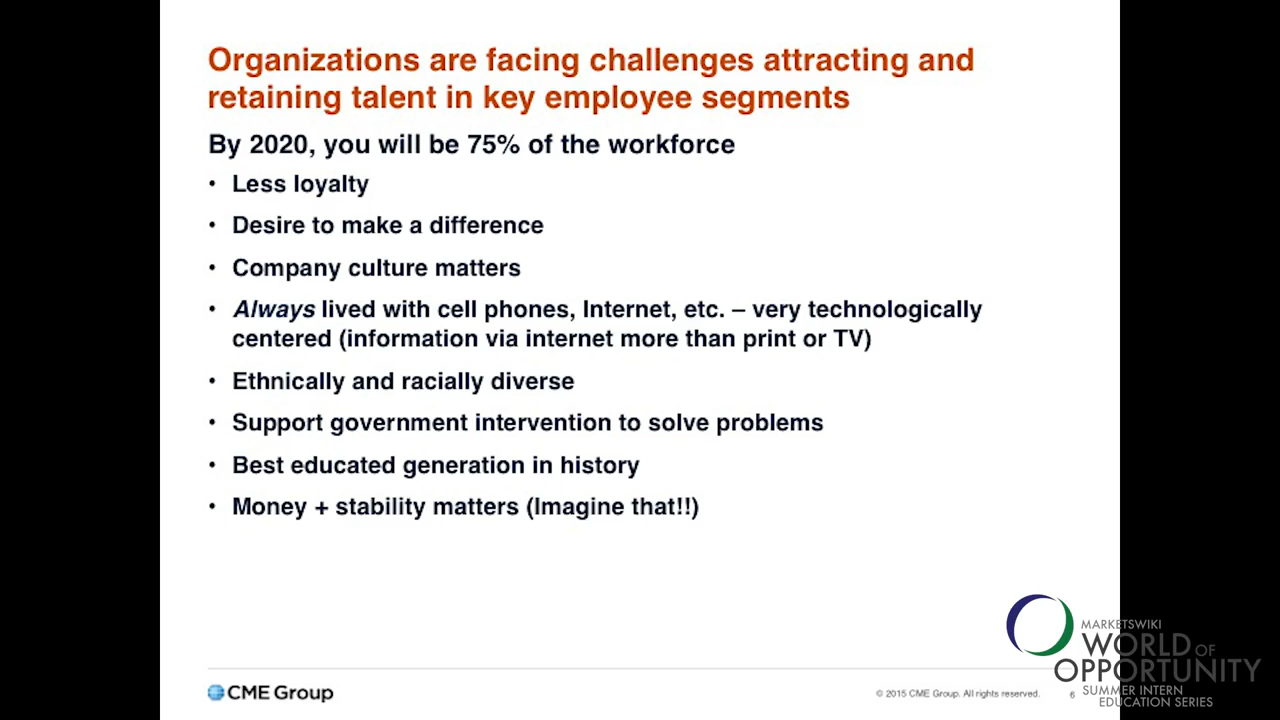 Organizations are facing challenges attracting and
retaining talent in key employee segments
By 2020, you will be 75% of the workforce
• Less loyalty
• Desire to make a difference
• Company culture matters
• Always lived with cell phones, Internet, etc. – very technologically
centered (information via internet more than print or TV)
• Ethnically and racially diverse
• Support government intervention to solve problems
• Best educated generation in history
• Money + stability matters (Imagine that!!)
CME Group
© 2015 CME Group. All rights reserved.
6
MARKETSWIKI
WORLD OF
OPPORTUNITY
SUMMER INTERN
EDUCATION SERIES